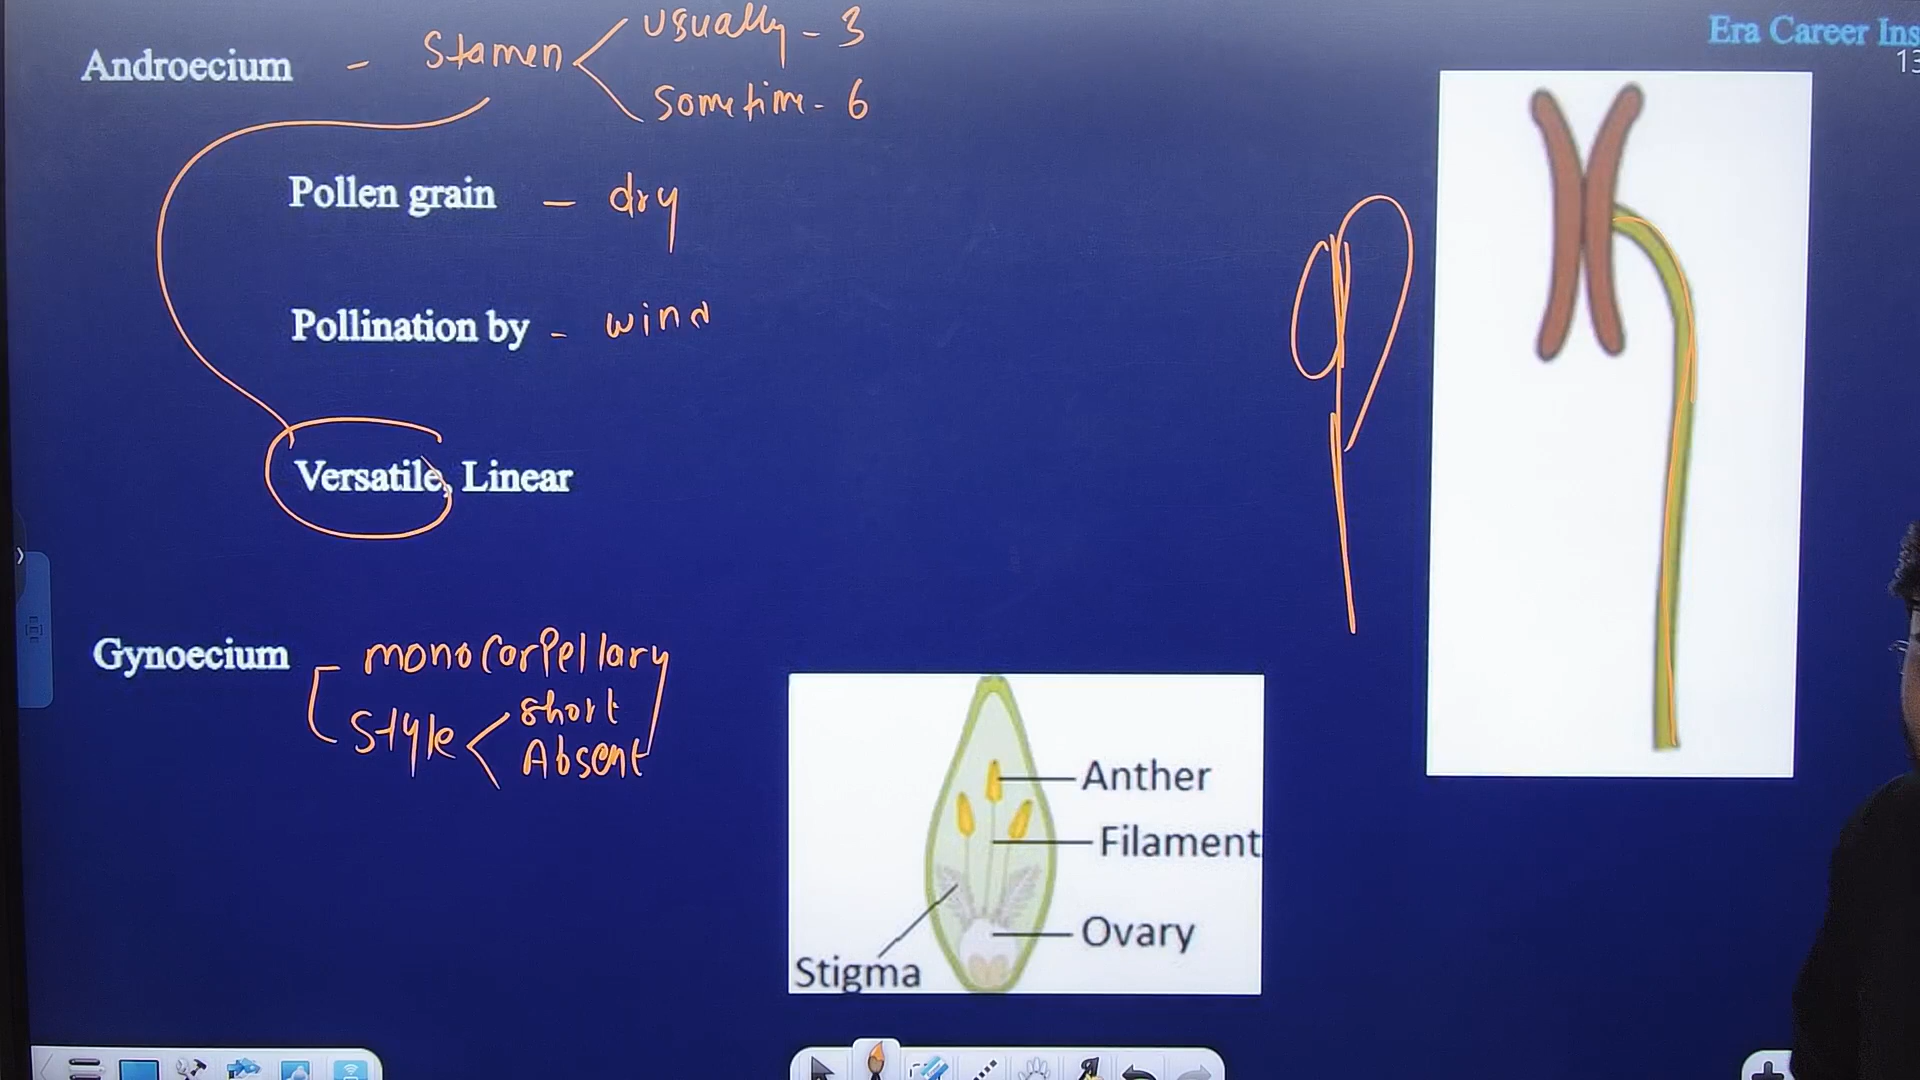 Era Career Ins
13
Androecium - Stamen usually - 3
sometime - 6
Pollen grain - dry
Pollination by - wind
Versatile, Linear
Gynoecium - monocarpellary
style short
Absent
Anther
Filament
Ovary
Stigma